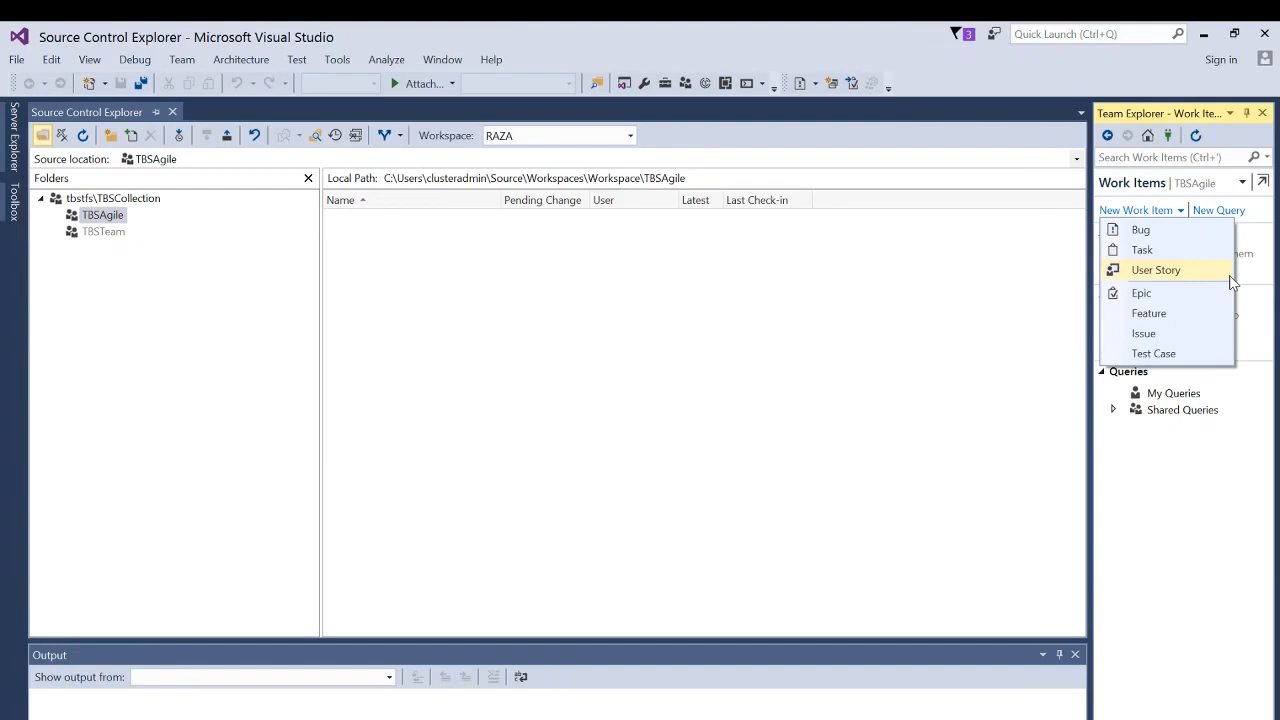 Source Control Explorer - Microsoft Visual Studio
3
Quick Launch (Ctrl+Q)
File Edit View Debug Team Architecture Test Tools Analyze Window Help
Sign in
Attach...
Server Explorer
Toolbox
Source Control Explorer
Workspace: RAZA
Source location: TBSAgile
Folders
tbstfs\TBSCollection
TBSAgile
TBSTeam
Local Path: C:\Users\clusteradmin\Source\Workspaces\Workspace\TBSAgile
Name Pending Change User Latest Last Check-in
Output
Show output from:
Team Explorer - Work Ite...
Search Work Items (Ctrl+')
Work Items | TBSAgile
New Work Item | New Query
Bug
Task
User Story
Epic
Feature
Issue
Test Case
Queries
My Queries
Shared Queries